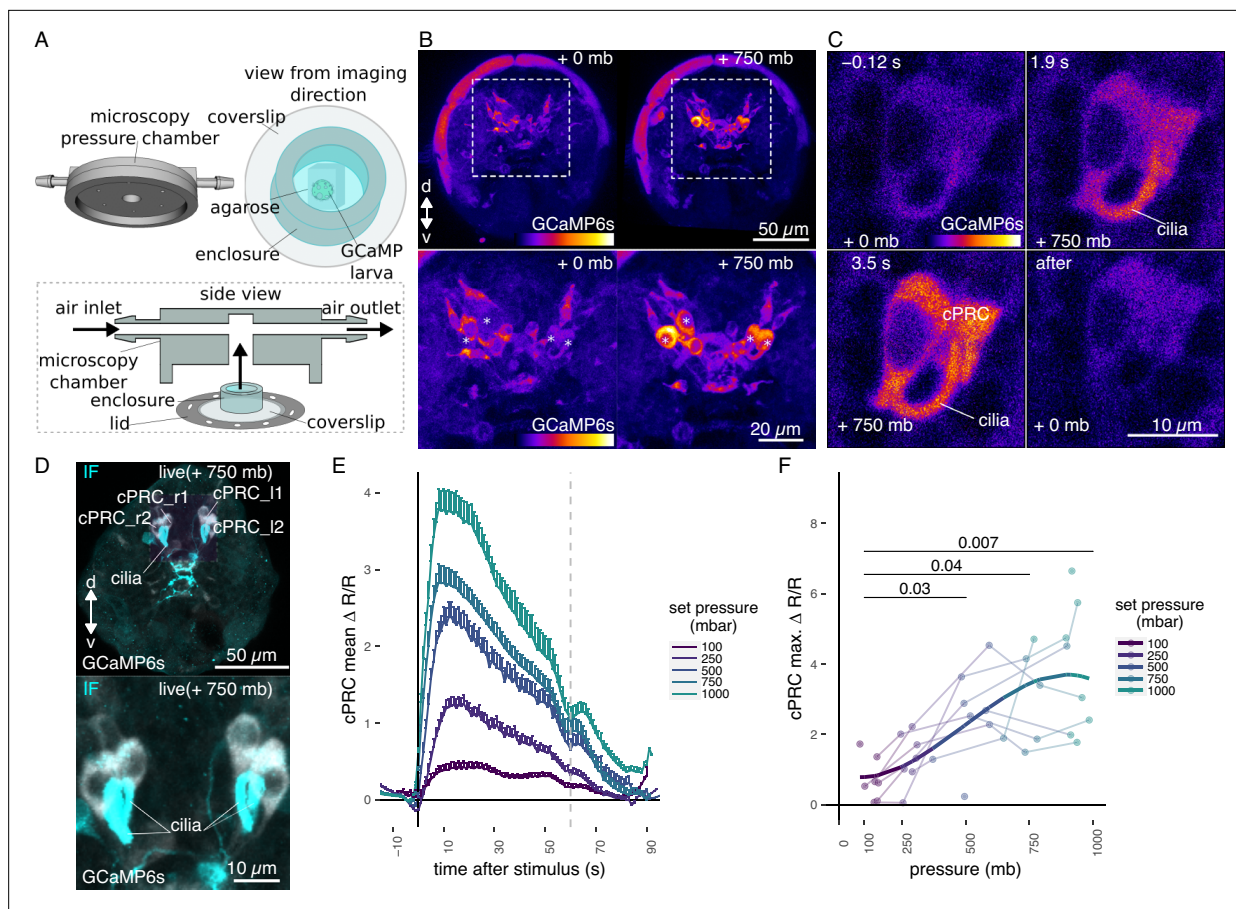 A
view from imaging
direction
coverslip
microscopy
pressure chamber
agarose
enclosure
GCaMP
larva
side view
air inlet
air outlet
microscopy
chamber
enclosure
lid
coverslip
B
+ 0 mb
+ 750 mb
d
v
GCaMP6s
50 µm
+ 0 mb
+ 750 mb
* * * *
* * * *
GCaMP6s
20 µm
C
−0.12 s
1.9 s
GCaMP6s
cilia
+ 0 mb
+ 750 mb
3.5 s
after
cPRC
cilia
+ 750 mb
+ 0 mb
10 µm
D
IF
live(+ 750 mb)
cPRC_r1
cPRC_l1
cPRC_r2
cPRC_l2
cilia
d
v
GCaMP6s
50 µm
IF
live(+ 750 mb)
cilia
GCaMP6s
10 µm
E
cPRC mean Δ R/R
4
3
2
1
0
−10
10
20
30
40
50
60
70
80
90
time after stimulus (s)
set pressure
(mbar)
100
250
500
750
1000
F
cPRC max. Δ R/R
8
6
4
2
0
0.007
0.04
0.03
0
100
250
500
750
1000
pressure (mb)
set pressure
(mbar)
100
250
500
750
1000